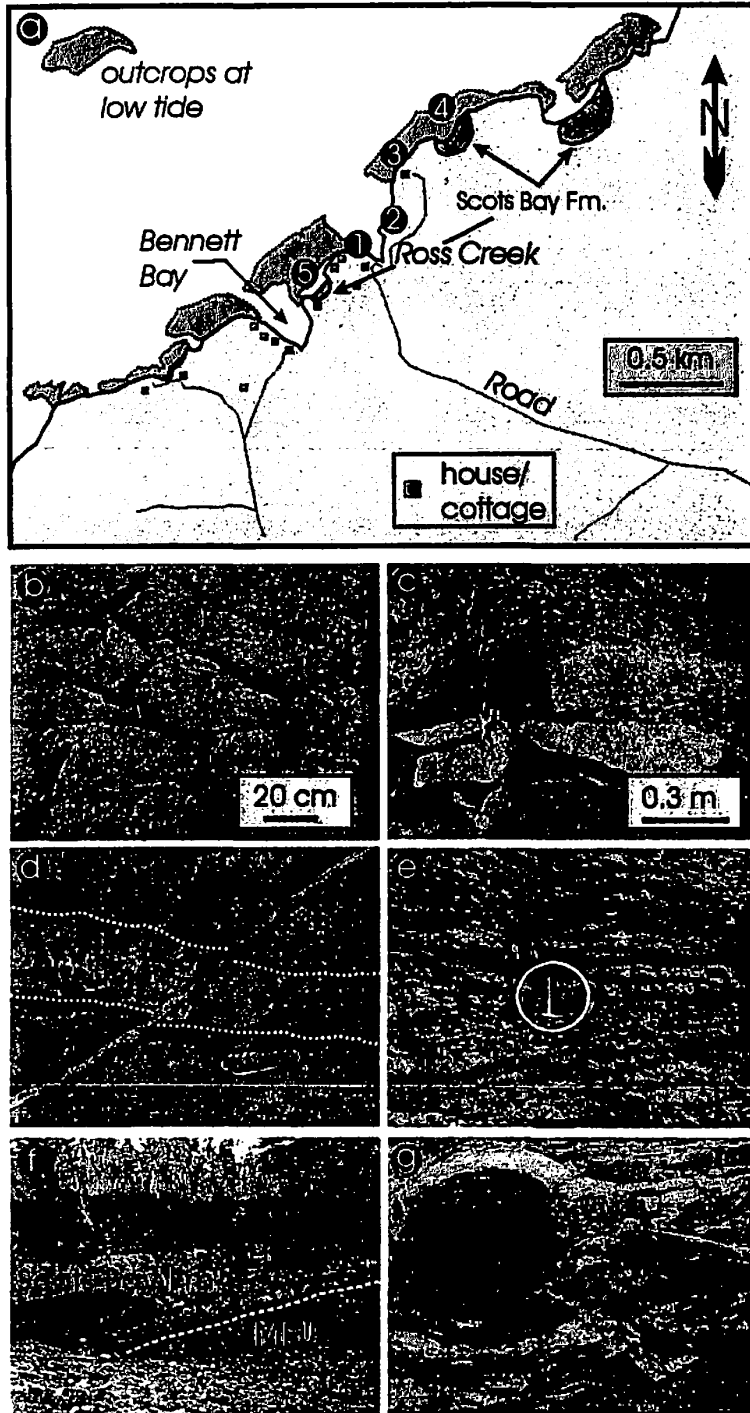 a
outcrops at
low tide
4
N
3
Scots Bay Fm.
2
Bennett
Bay
1
Ross Creek
5
0.5 km
Road
house/
cottage
b
c
20 cm
0.3 m
d
e
f
g